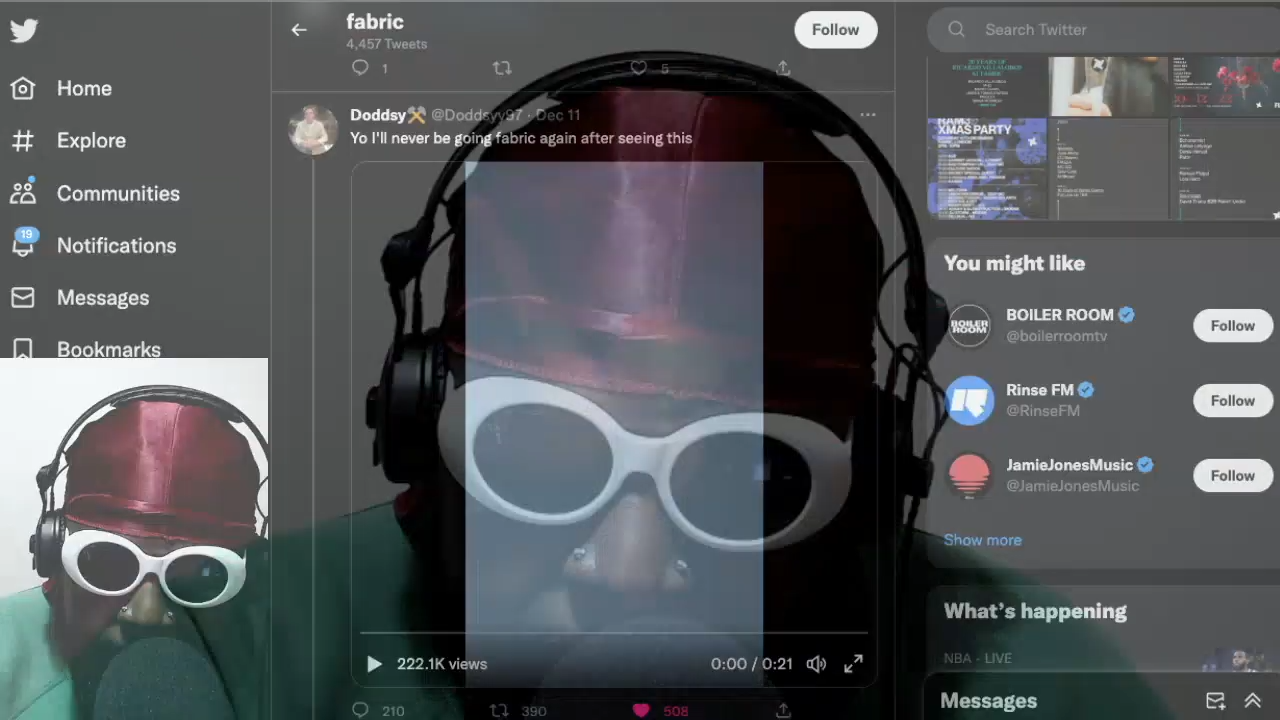 fabric
4,457 Tweets
Follow
Search Twitter
1
5
Home
Explore
Communities
19
Notifications
Messages
Bookmarks
Doddsy⚒️ @Doddsyy97 · Dec 11
Yo I'll never be going fabric again after seeing this
222.1K views
0:00 / 0:21
210
390
508
XMAS PARTY
You might like
BOILER ROOM
@boilerroomtv
Follow
BOILER
ROOM
Rinse FM
@RinseFM
Follow
JamieJonesMusic
@JamieJonesMusic
Follow
Show more
What's happening
NBA · LIVE
Messages